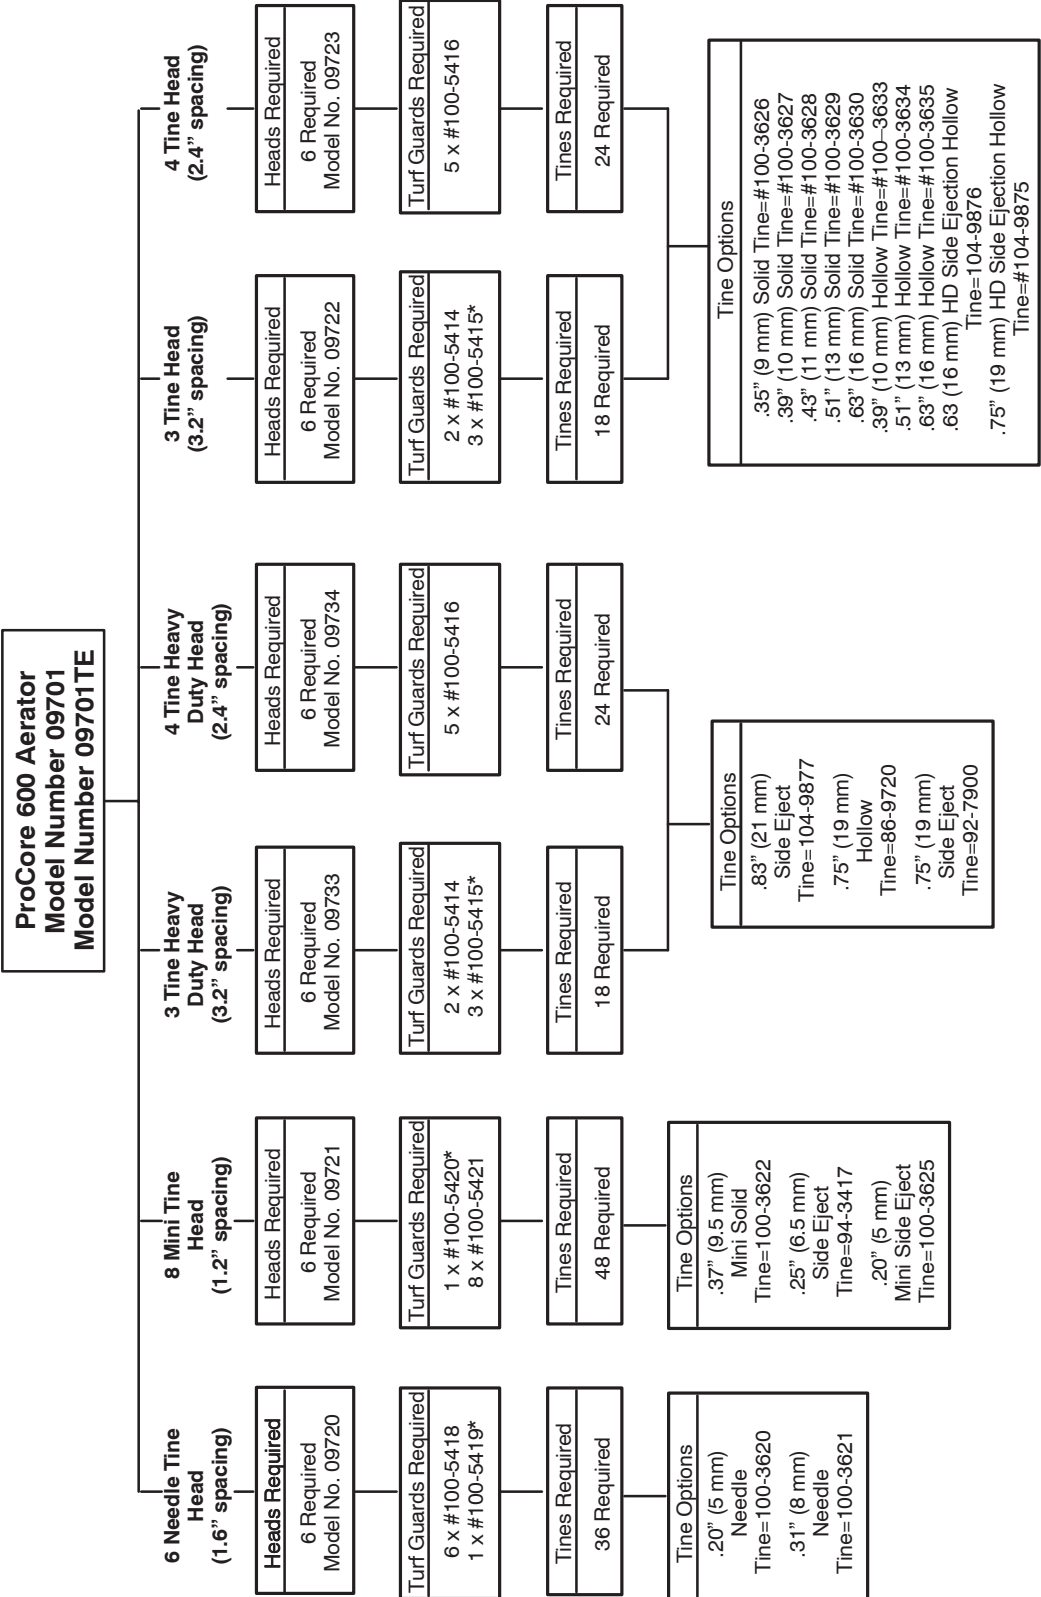 ProCore 600 Aerator
Model Number 09701
Model Number 09701TE
6 Needle Tine
Head
(1.6” spacing)
Heads Required
6 Required
Model No. 09720
Turf Guards Required
6 x #100-5418
1 x #100-5419*
Tines Required
36 Required
Tine Options
.20” (5 mm)
Needle
Tine=100-3620
.31” (8 mm)
Needle
Tine=100-3621
8 Mini Tine
Head
(1.2” spacing)
Heads Required
6 Required
Model No. 09721
Turf Guards Required
1 x #100-5420*
8 x #100-5421
Tines Required
48 Required
Tine Options
.37” (9.5 mm)
Mini Solid
Tine=100-3622
.25” (6.5 mm)
Side Eject
Tine=94-3417
.20” (5 mm)
Mini Side Eject
Tine=100-3625
3 Tine Heavy
Duty Head
(3.2” spacing)
Heads Required
6 Required
Model No. 09733
Turf Guards Required
2 x #100-5414
3 x #100-5415*
Tines Required
18 Required
4 Tine Heavy
Duty Head
(2.4” spacing)
Heads Required
6 Required
Model No. 09734
Turf Guards Required
5 x #100-5416
Tines Required
24 Required
Tine Options
.83” (21 mm)
Side Eject
Tine=104-9877
.75” (19 mm)
Hollow
Tine=86-9720
.75” (19 mm)
Side Eject
Tine=92-7900
3 Tine Head
(3.2” spacing)
Heads Required
6 Required
Model No. 09722
Turf Guards Required
2 x #100-5414
3 x #100-5415*
Tines Required
18 Required
4 Tine Head
(2.4” spacing)
Heads Required
6 Required
Model No. 09723
Turf Guards Required
5 x #100-5416
Tines Required
24 Required
Tine Options
.35” (9 mm) Solid Tine=#100-3626
.39” (10 mm) Solid Tine=#100-3627
.43” (11 mm) Solid Tine=#100-3628
.51” (13 mm) Solid Tine=#100-3629
.63” (16 mm) Solid Tine=#100-3630
.39” (10 mm) Hollow Tine=#100–3633
.51” (13 mm) Hollow Tine=#100-3634
.63” (16 mm) Hollow Tine=#100-3635
.63 (16 mm) HD Side Ejection Hollow
Tine=104-9876
.75” (19 mm) HD Side Ejection Hollow
Tine=#104-9875